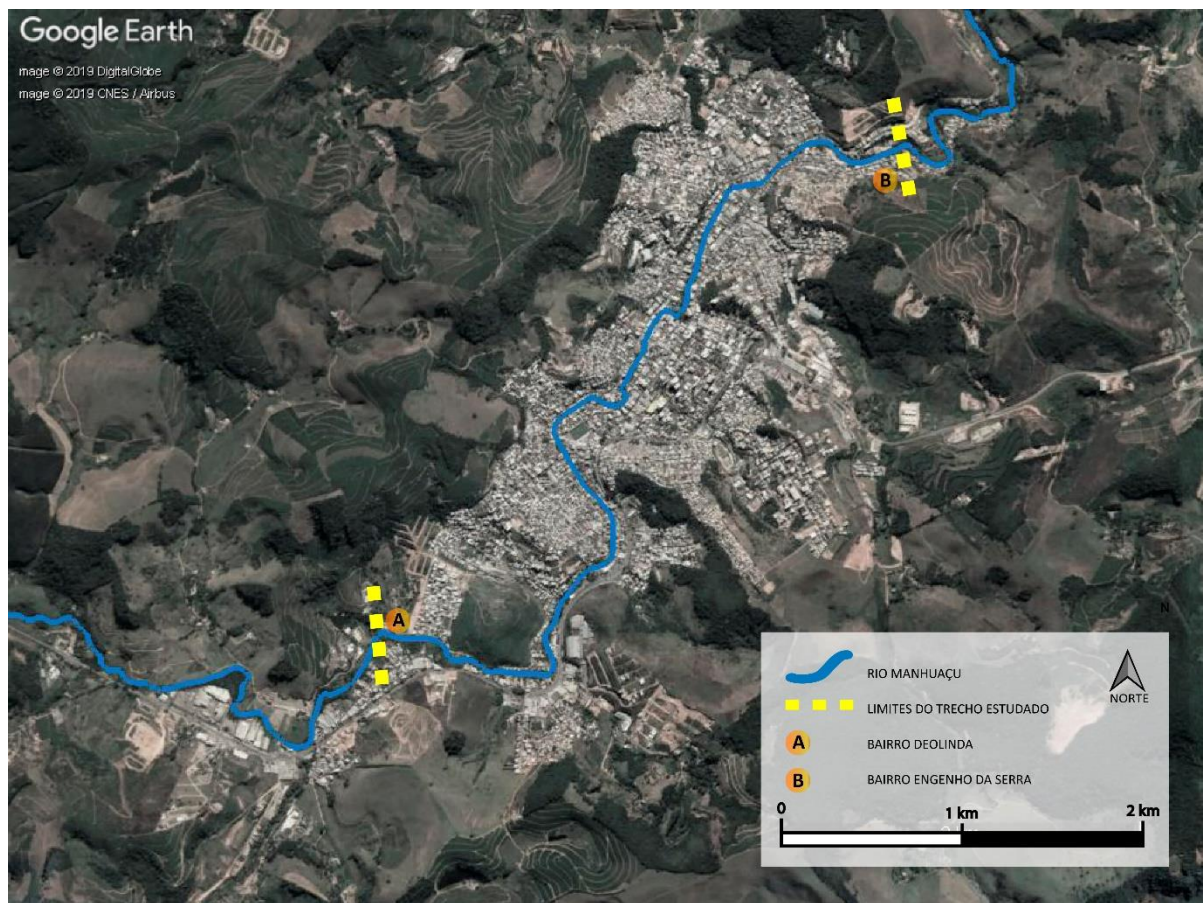 Google Earth
mage © 2019 DigitalGlobe
mage © 2019 CNES / Airbus
B
A
N
RIO MANHUAÇU
NORTE
LIMITES DO TRECHO ESTUDADO
A BAIRRO DEOLINDA
B BAIRRO ENGENHO DA SERRA
0 1 km 2 km